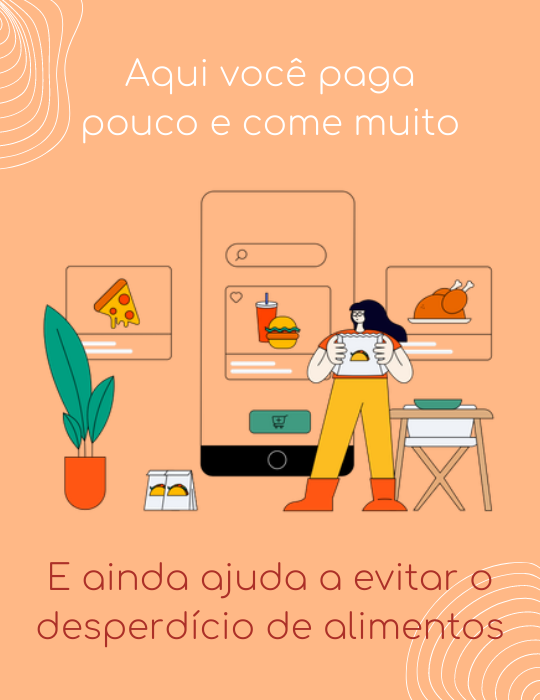 Aqui você paga
pouco e come muito
E ainda ajuda a evitar o
desperdício de alimentos